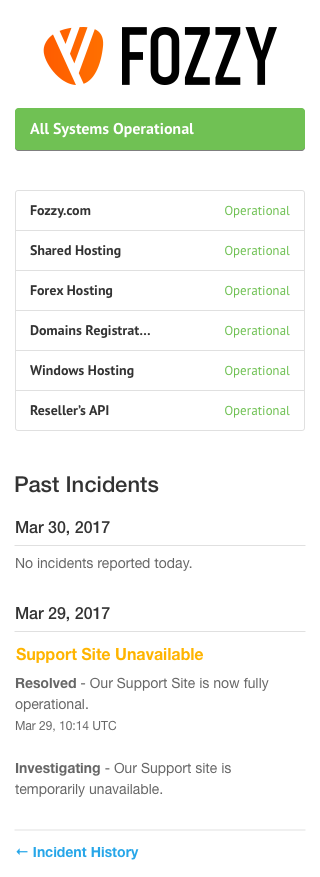 FOZZY
All Systems Operational
Fozzy.com Operational
Shared Hosting Operational
Forex Hosting Operational
Domains Registrat... Operational
Windows Hosting Operational
Reseller's API Operational
Past Incidents
Mar 30, 2017
No incidents reported today.
Mar 29, 2017
Support Site Unavailable
Resolved - Our Support Site is now fully
operational.
Mar 29, 10:14 UTC
Investigating - Our Support site is
temporarily unavailable.
← Incident History